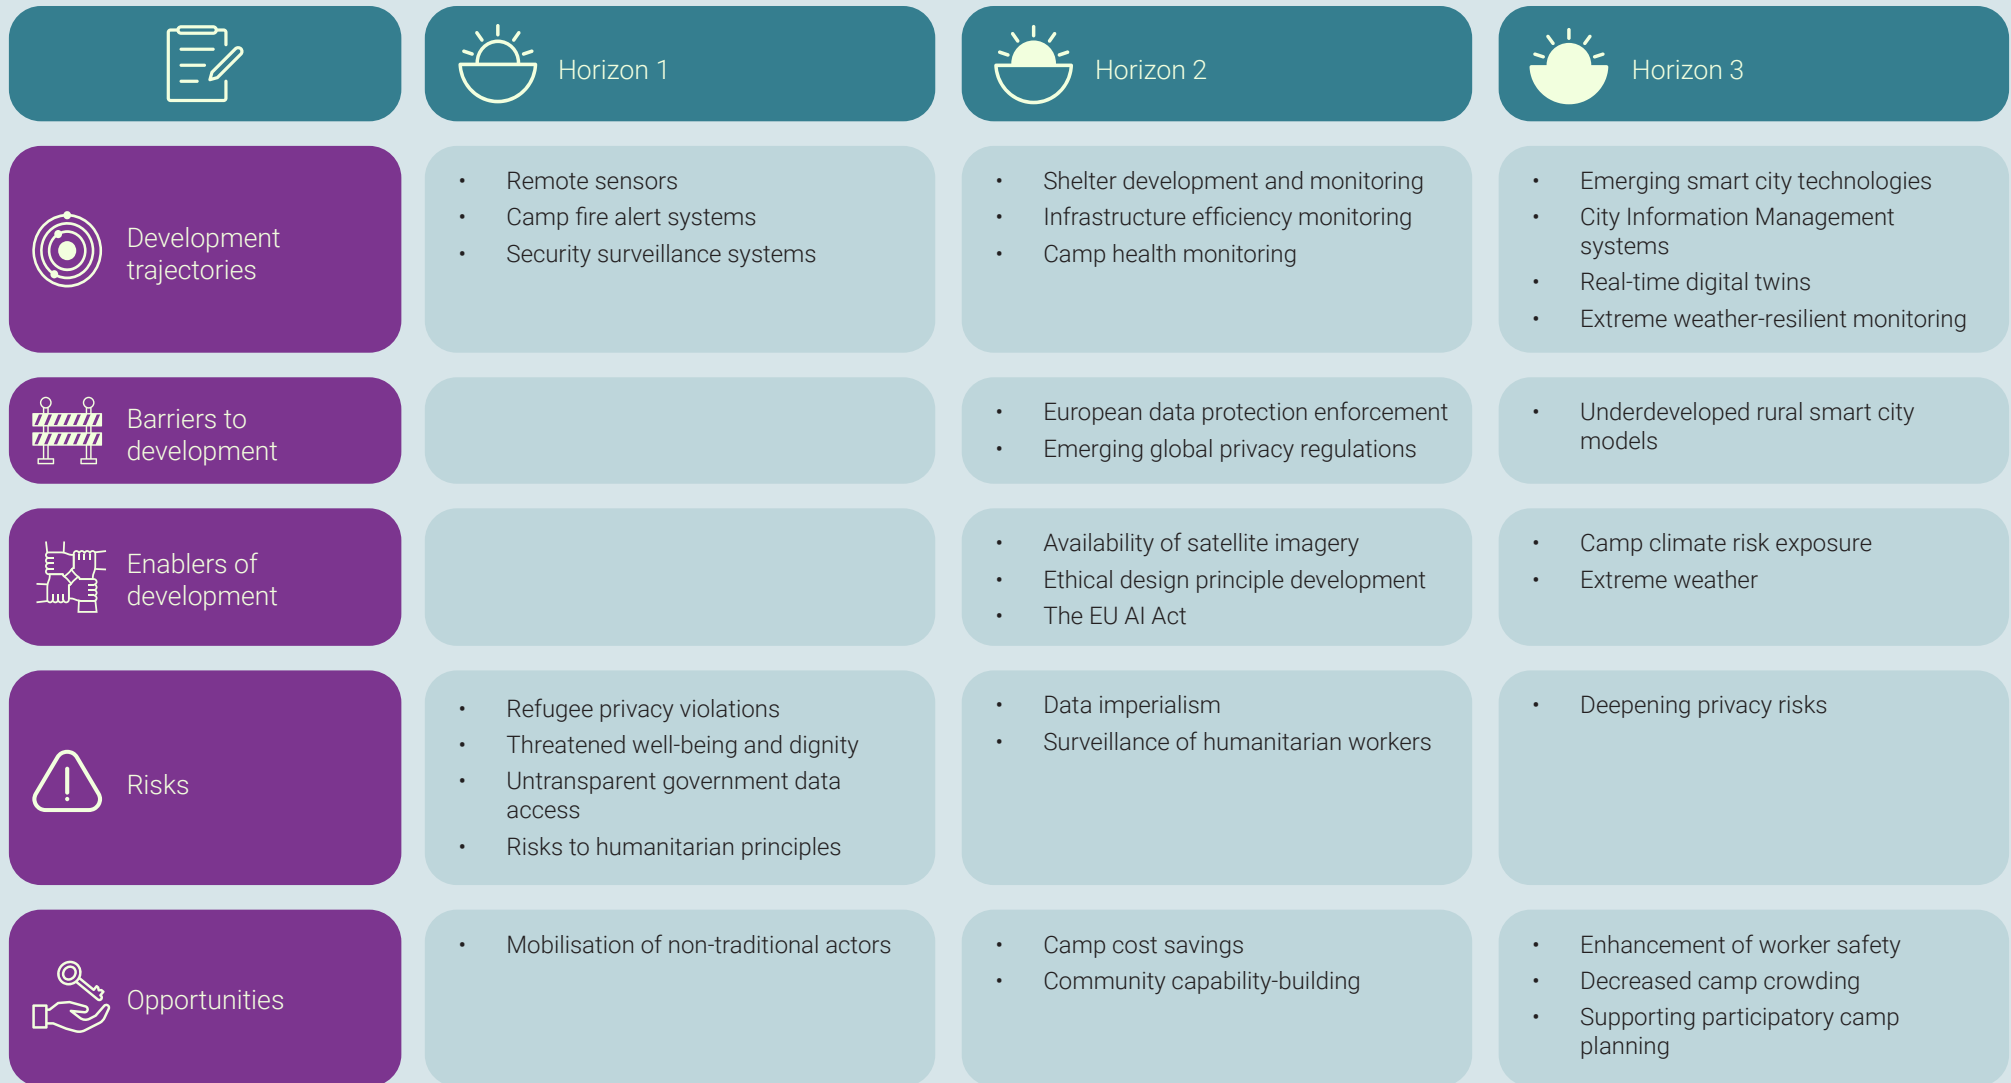 Horizon 1
Horizon 2
Horizon 3
Development
trajectories
• Remote sensors
• Camp fire alert systems
• Security surveillance systems
• Shelter development and monitoring
• Infrastructure efficiency monitoring
• Camp health monitoring
• Emerging smart city technologies
• City Information Management
systems
• Real-time digital twins
• Extreme weather-resilient monitoring
Barriers to
development
• European data protection enforcement
• Emerging global privacy regulations
• Underdeveloped rural smart city
models
Enablers of
development
• Availability of satellite imagery
• Ethical design principle development
• The EU AI Act
• Camp climate risk exposure
• Extreme weather
Risks
• Refugee privacy violations
• Threatened well-being and dignity
• Untransparent government data
access
• Risks to humanitarian principles
• Data imperialism
• Surveillance of humanitarian workers
• Deepening privacy risks
Opportunities
• Mobilisation of non-traditional actors
• Camp cost savings
• Community capability-building
• Enhancement of worker safety
• Decreased camp crowding
• Supporting participatory camp
planning